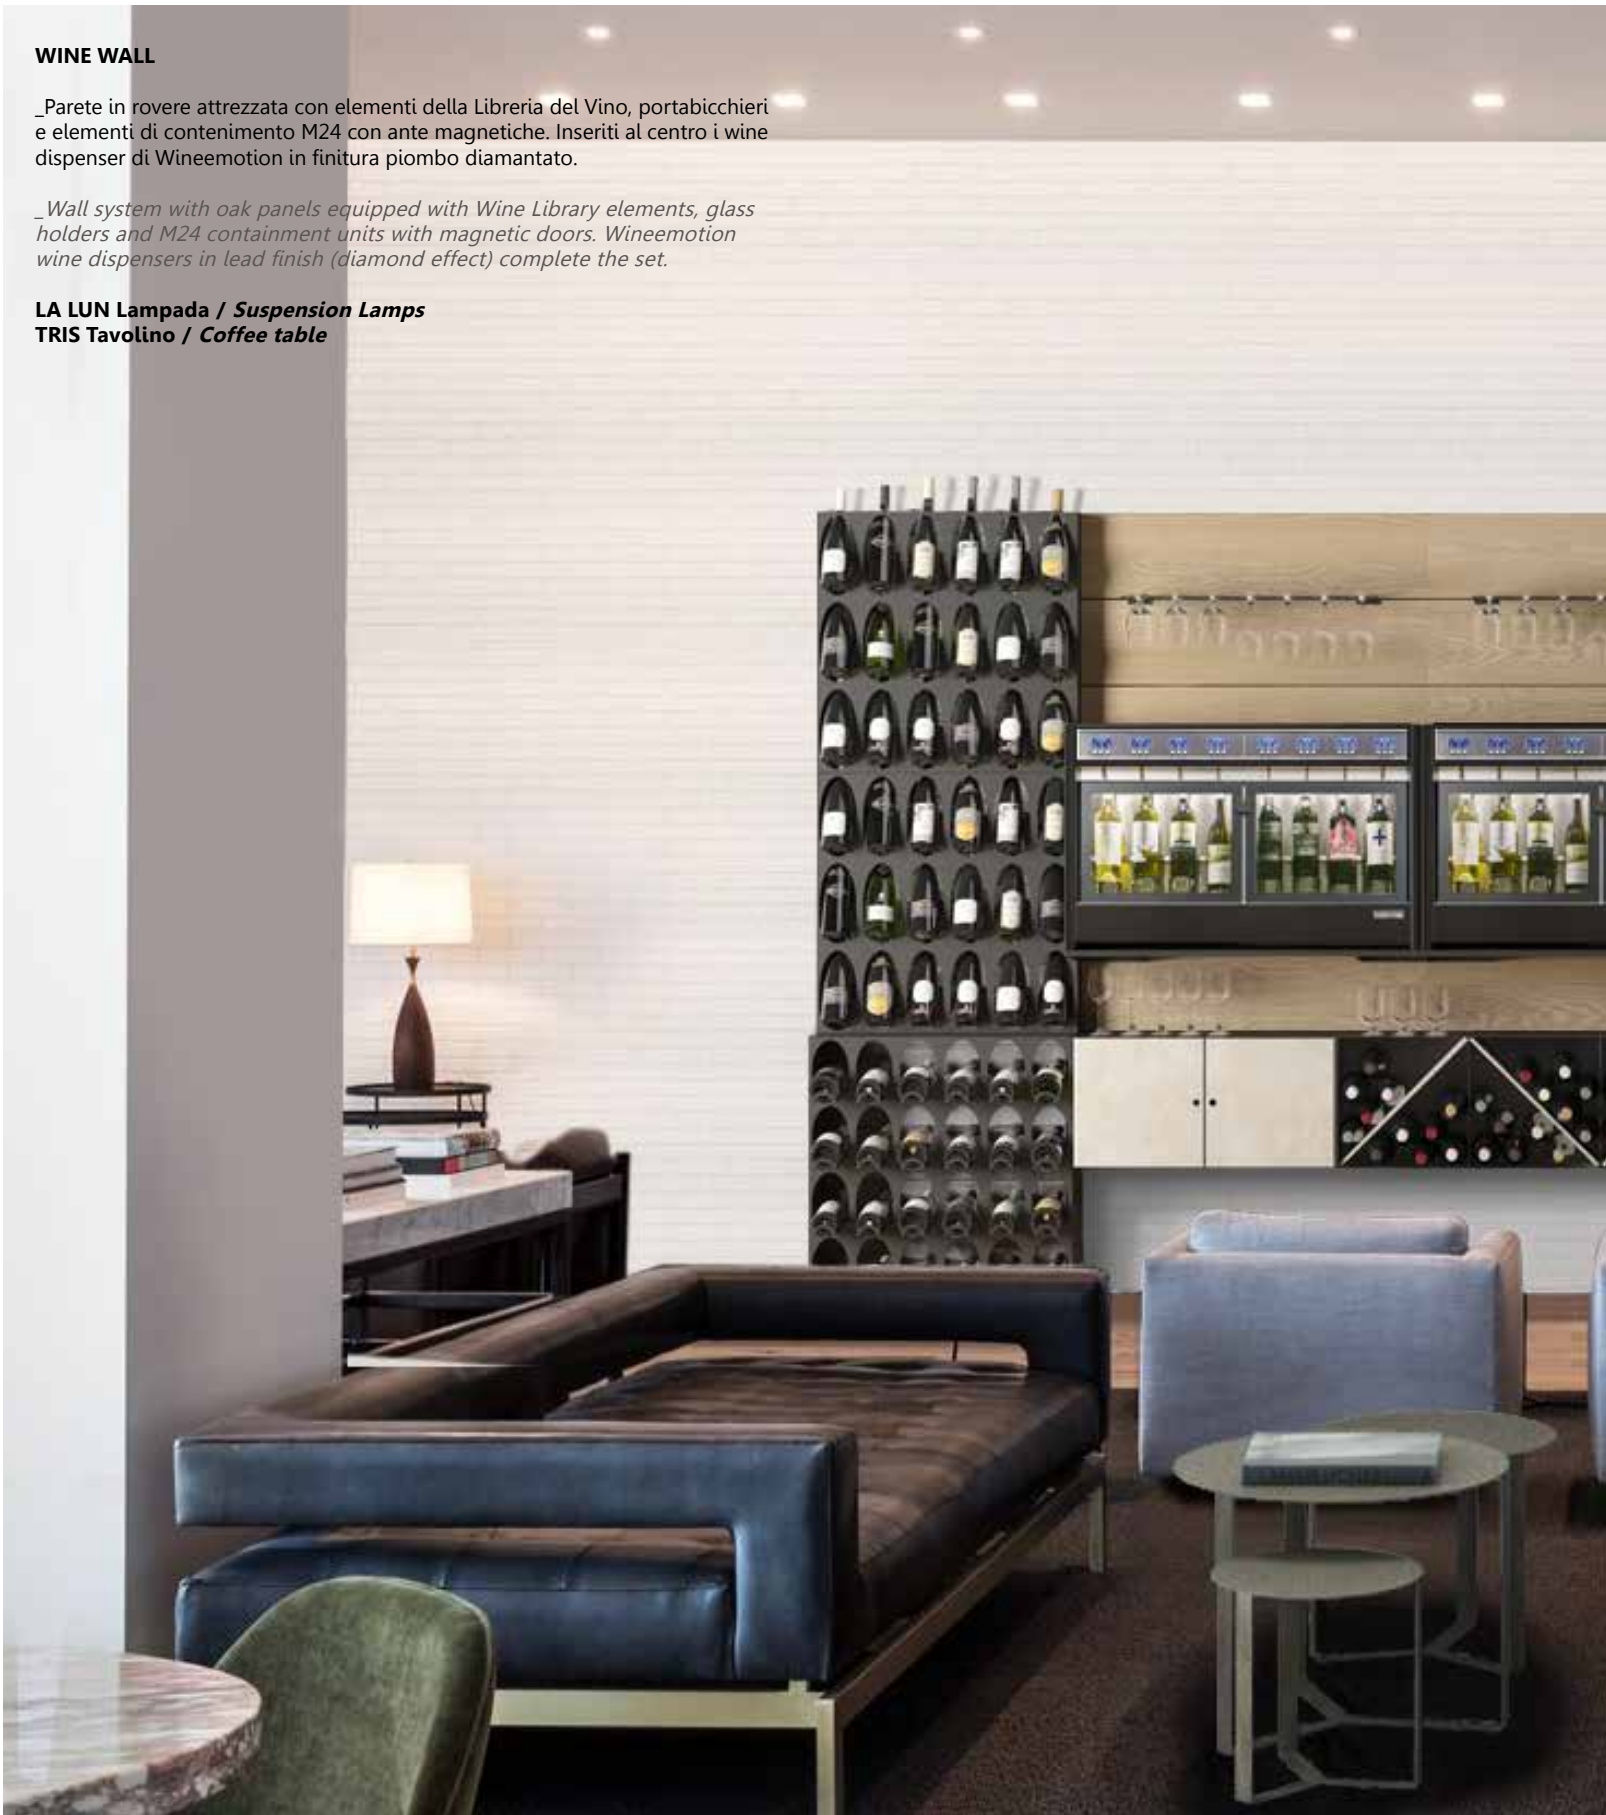 WINE WALL
_Parete in rovere attrezzata con elementi della Libreria del Vino, portabicchieri
e elementi di contenimento M24 con ante magnetiche. Inseriti al centro i wine
dispenser di Wineemotion in finitura piombo diamantato.
_Wall system with oak panels equipped with Wine Library elements, glass
holders and M24 containment units with magnetic doors. Wineemotion
wine dispensers in lead finish (diamond effect) complete the set.
LA LUN Lampada / Suspension Lamps
TRIS Tavolino / Coffee table